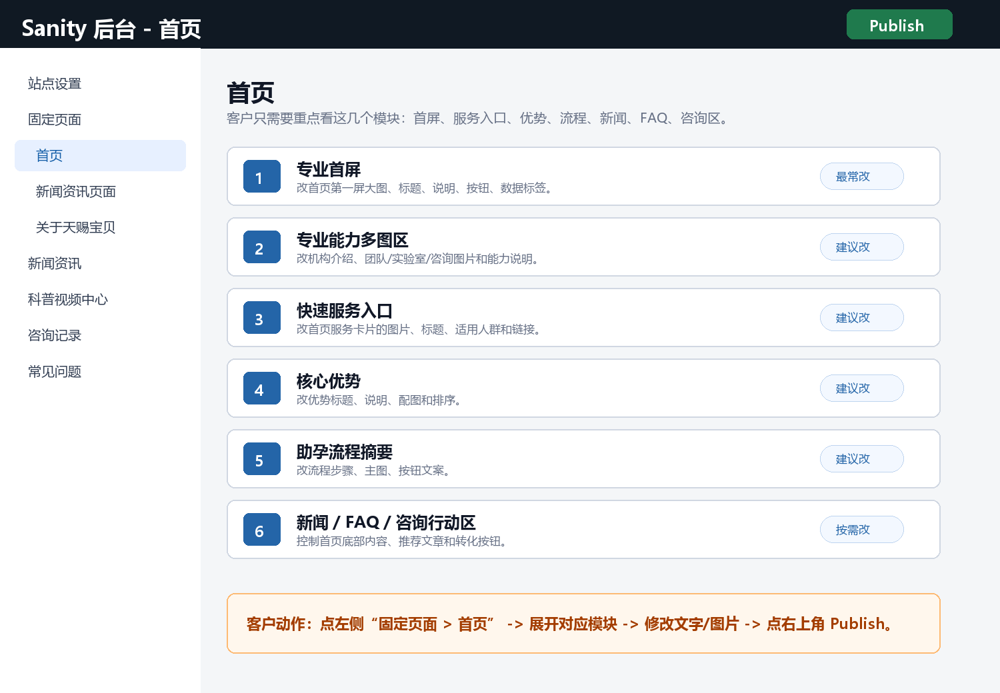 Sanity 后台 - 首页
Publish
站点设置
固定页面
首页
新闻资讯页面
关于天赐宝贝
新闻资讯
科普视频中心
咨询记录
常见问题
首页
客户只需要重点看这几个模块：首屏、服务入口、优势、流程、新闻、FAQ、咨询区。
1
专业首屏
改首页第一屏大图、标题、说明、按钮、数据标签。
最常改
2
专业能力多图区
改机构介绍、团队/实验室/咨询图片和能力说明。
建议改
3
快速服务入口
改首页服务卡片的图片、标题、适用人群和链接。
建议改
4
核心优势
改优势标题、说明、配图和排序。
建议改
5
助孕流程摘要
改流程步骤、主图、按钮文案。
建议改
6
新闻 / FAQ / 咨询行动区
控制首页底部内容、推荐文章和转化按钮。
按需改
客户动作：点左侧“固定页面 > 首页” -> 展开对应模块 -> 修改文字/图片 -> 点右上角 Publish。